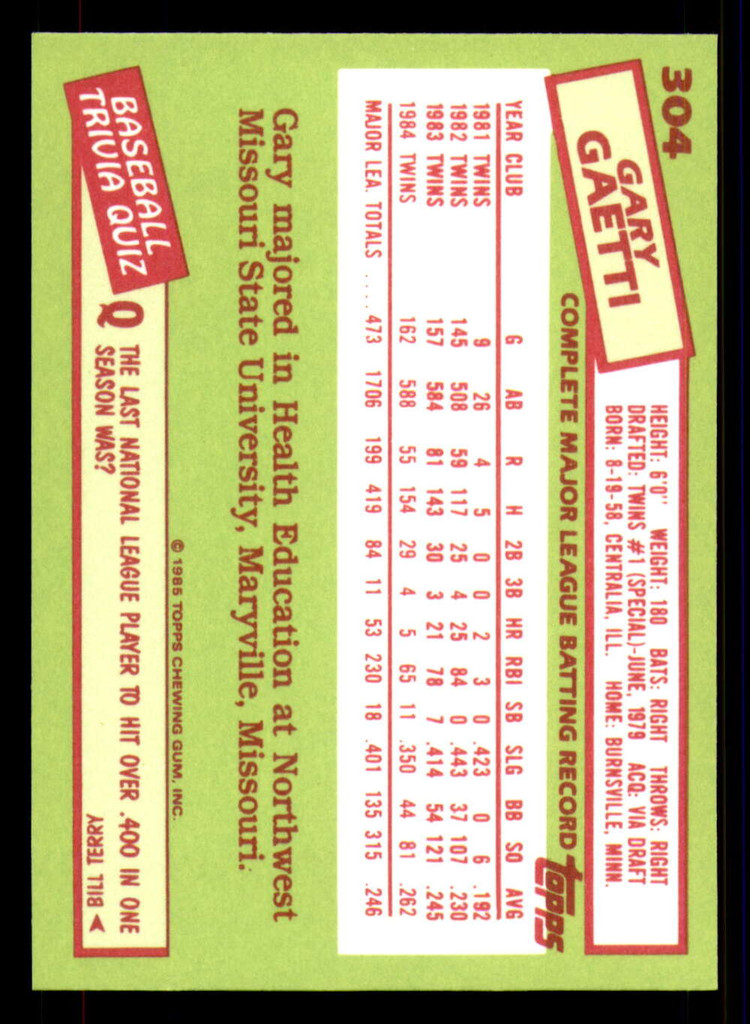 304
GARY
GAETTI
HEIGHT: 6'0" WEIGHT: 180 BATS: RIGHT THROWS: RIGHT
DRAFTED: TWINS #1 (SPECIAL)-JUNE, 1979 ACQ: VIA DRAFT
BORN: 8-19-58, CENTRALIA, ILL. HOME: BURNSVILLE, MINN.
COMPLETE MAJOR LEAGUE BATTING RECORD
topps
YEAR CLUB G AB R H 2B 3B HR RBI SB SLG BB SO AVG
1981 TWINS 9 26 4 5 0 0 2 3 0 .423 0 6 .192
1982 TWINS 145 508 59 117 25 4 25 84 0 .443 37 107 .230
1983 TWINS 157 584 81 143 30 3 21 78 7 .414 54 121 .245
1984 TWINS 162 588 55 154 29 4 5 65 11 .350 44 81 .262
MAJOR LEA. TOTALS .... 473 1706 199 419 84 11 53 230 18 .401 135 315 .246
Gary majored in Health Education at Northwest
Missouri State University, Maryville, Missouri.
© 1985 TOPPS CHEWING GUM, INC.
BASEBALL
TRIVIA QUIZ
Q THE LAST NATIONAL LEAGUE PLAYER TO HIT OVER .400 IN ONE
SEASON WAS?
BILL TERRY